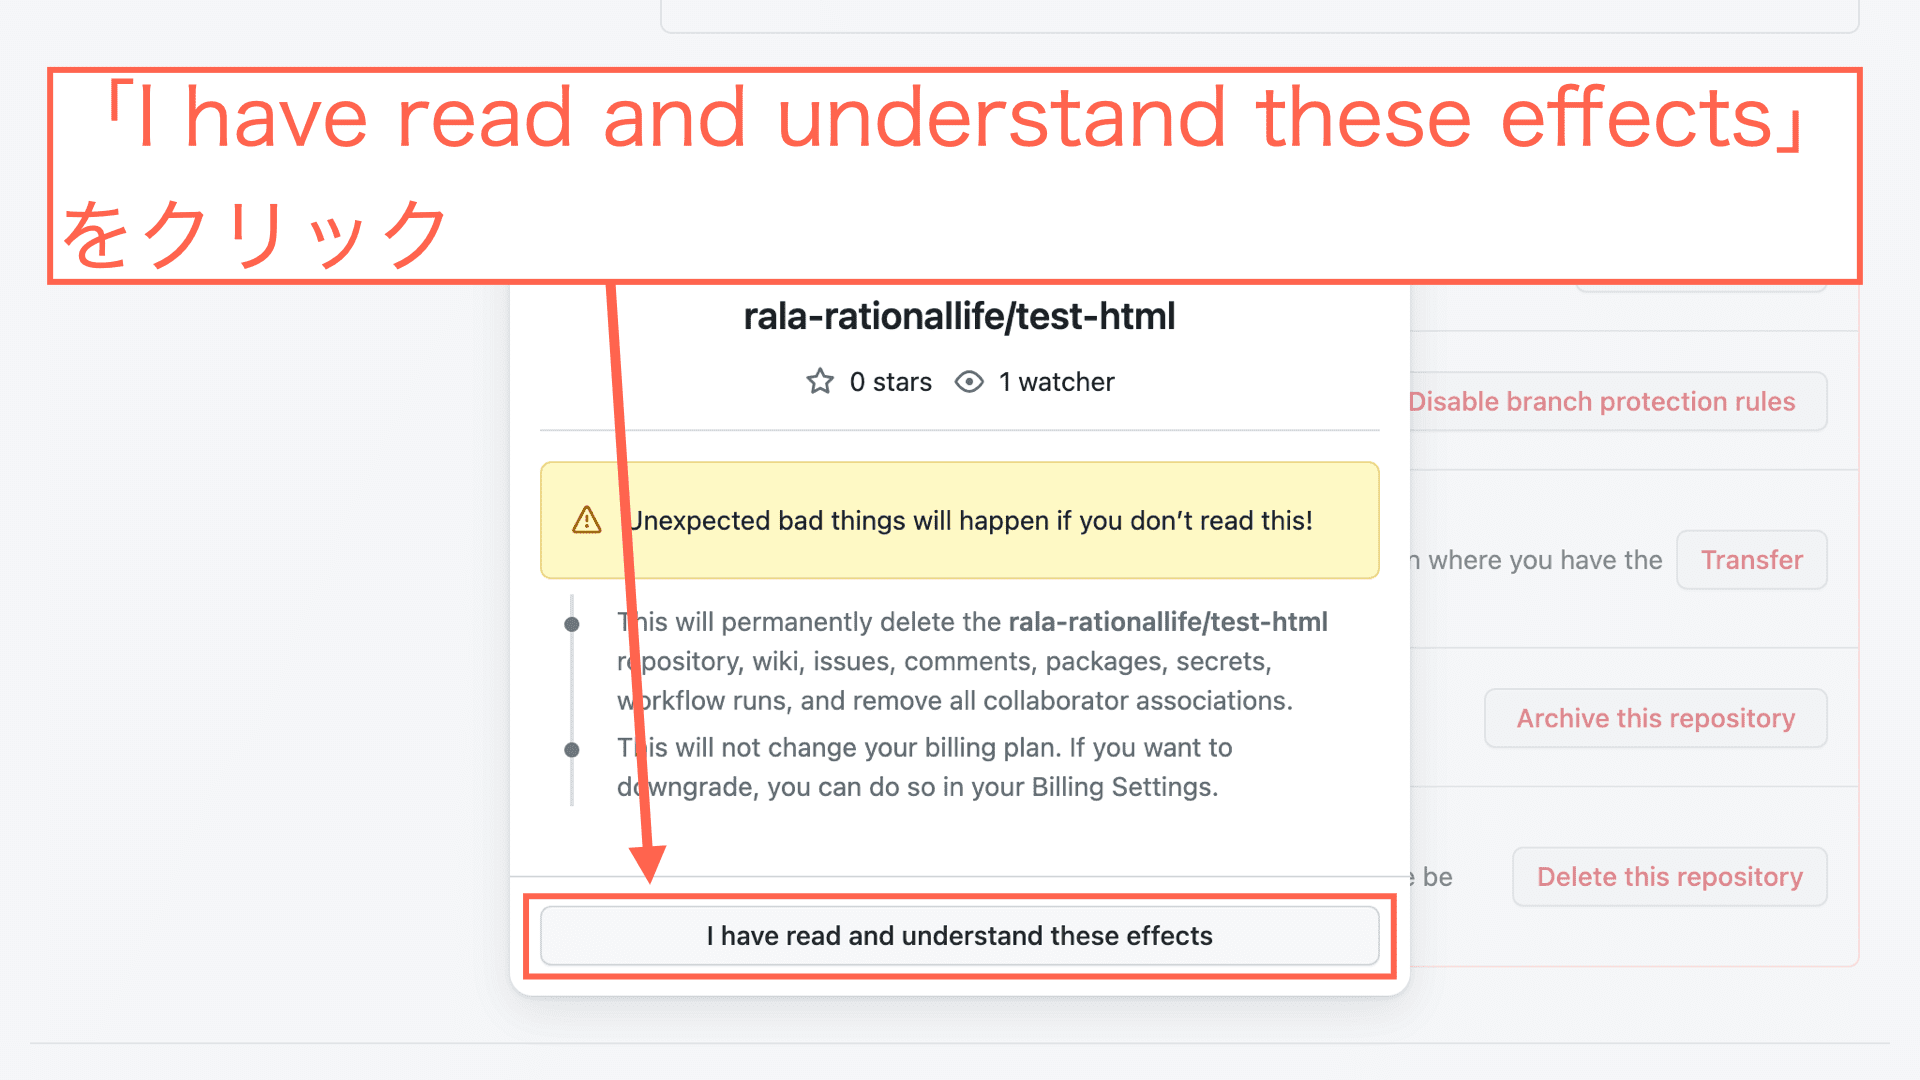 「I have read and understand these effects」
をクリック
rala-rationallife/test-html
0 stars 1 watcher
Disable branch protection rules
Unexpected bad things will happen if you don’t read this!
where you have the Transfer
This will permanently delete the rala-rationallife/test-html
repository, wiki, issues, comments, packages, secrets,
workflow runs, and remove all collaborator associations.
Archive this repository
This will not change your billing plan. If you want to
downgrade, you can do so in your Billing Settings.
be Delete this repository
I have read and understand these effects